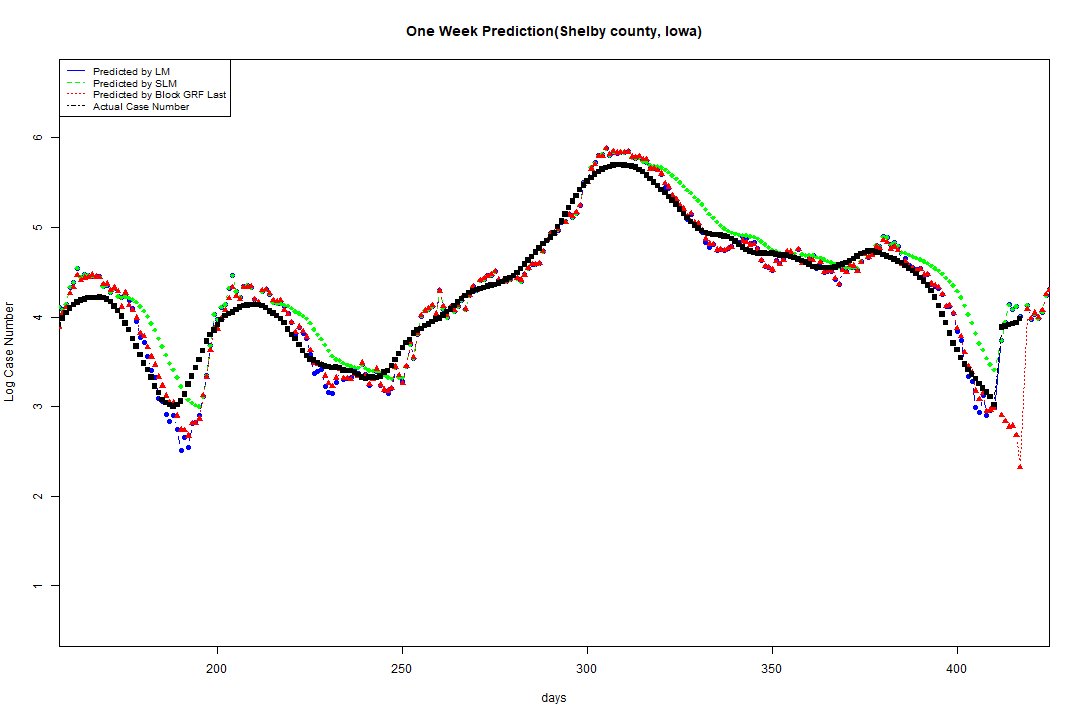 One Week Prediction(Shelby county, Iowa)
Predicted by LM
Predicted by SLM
Predicted by Block GRF Last
Actual Case Number
Log Case Number
6
5
4
3
2
1
200
250
300
350
400
days